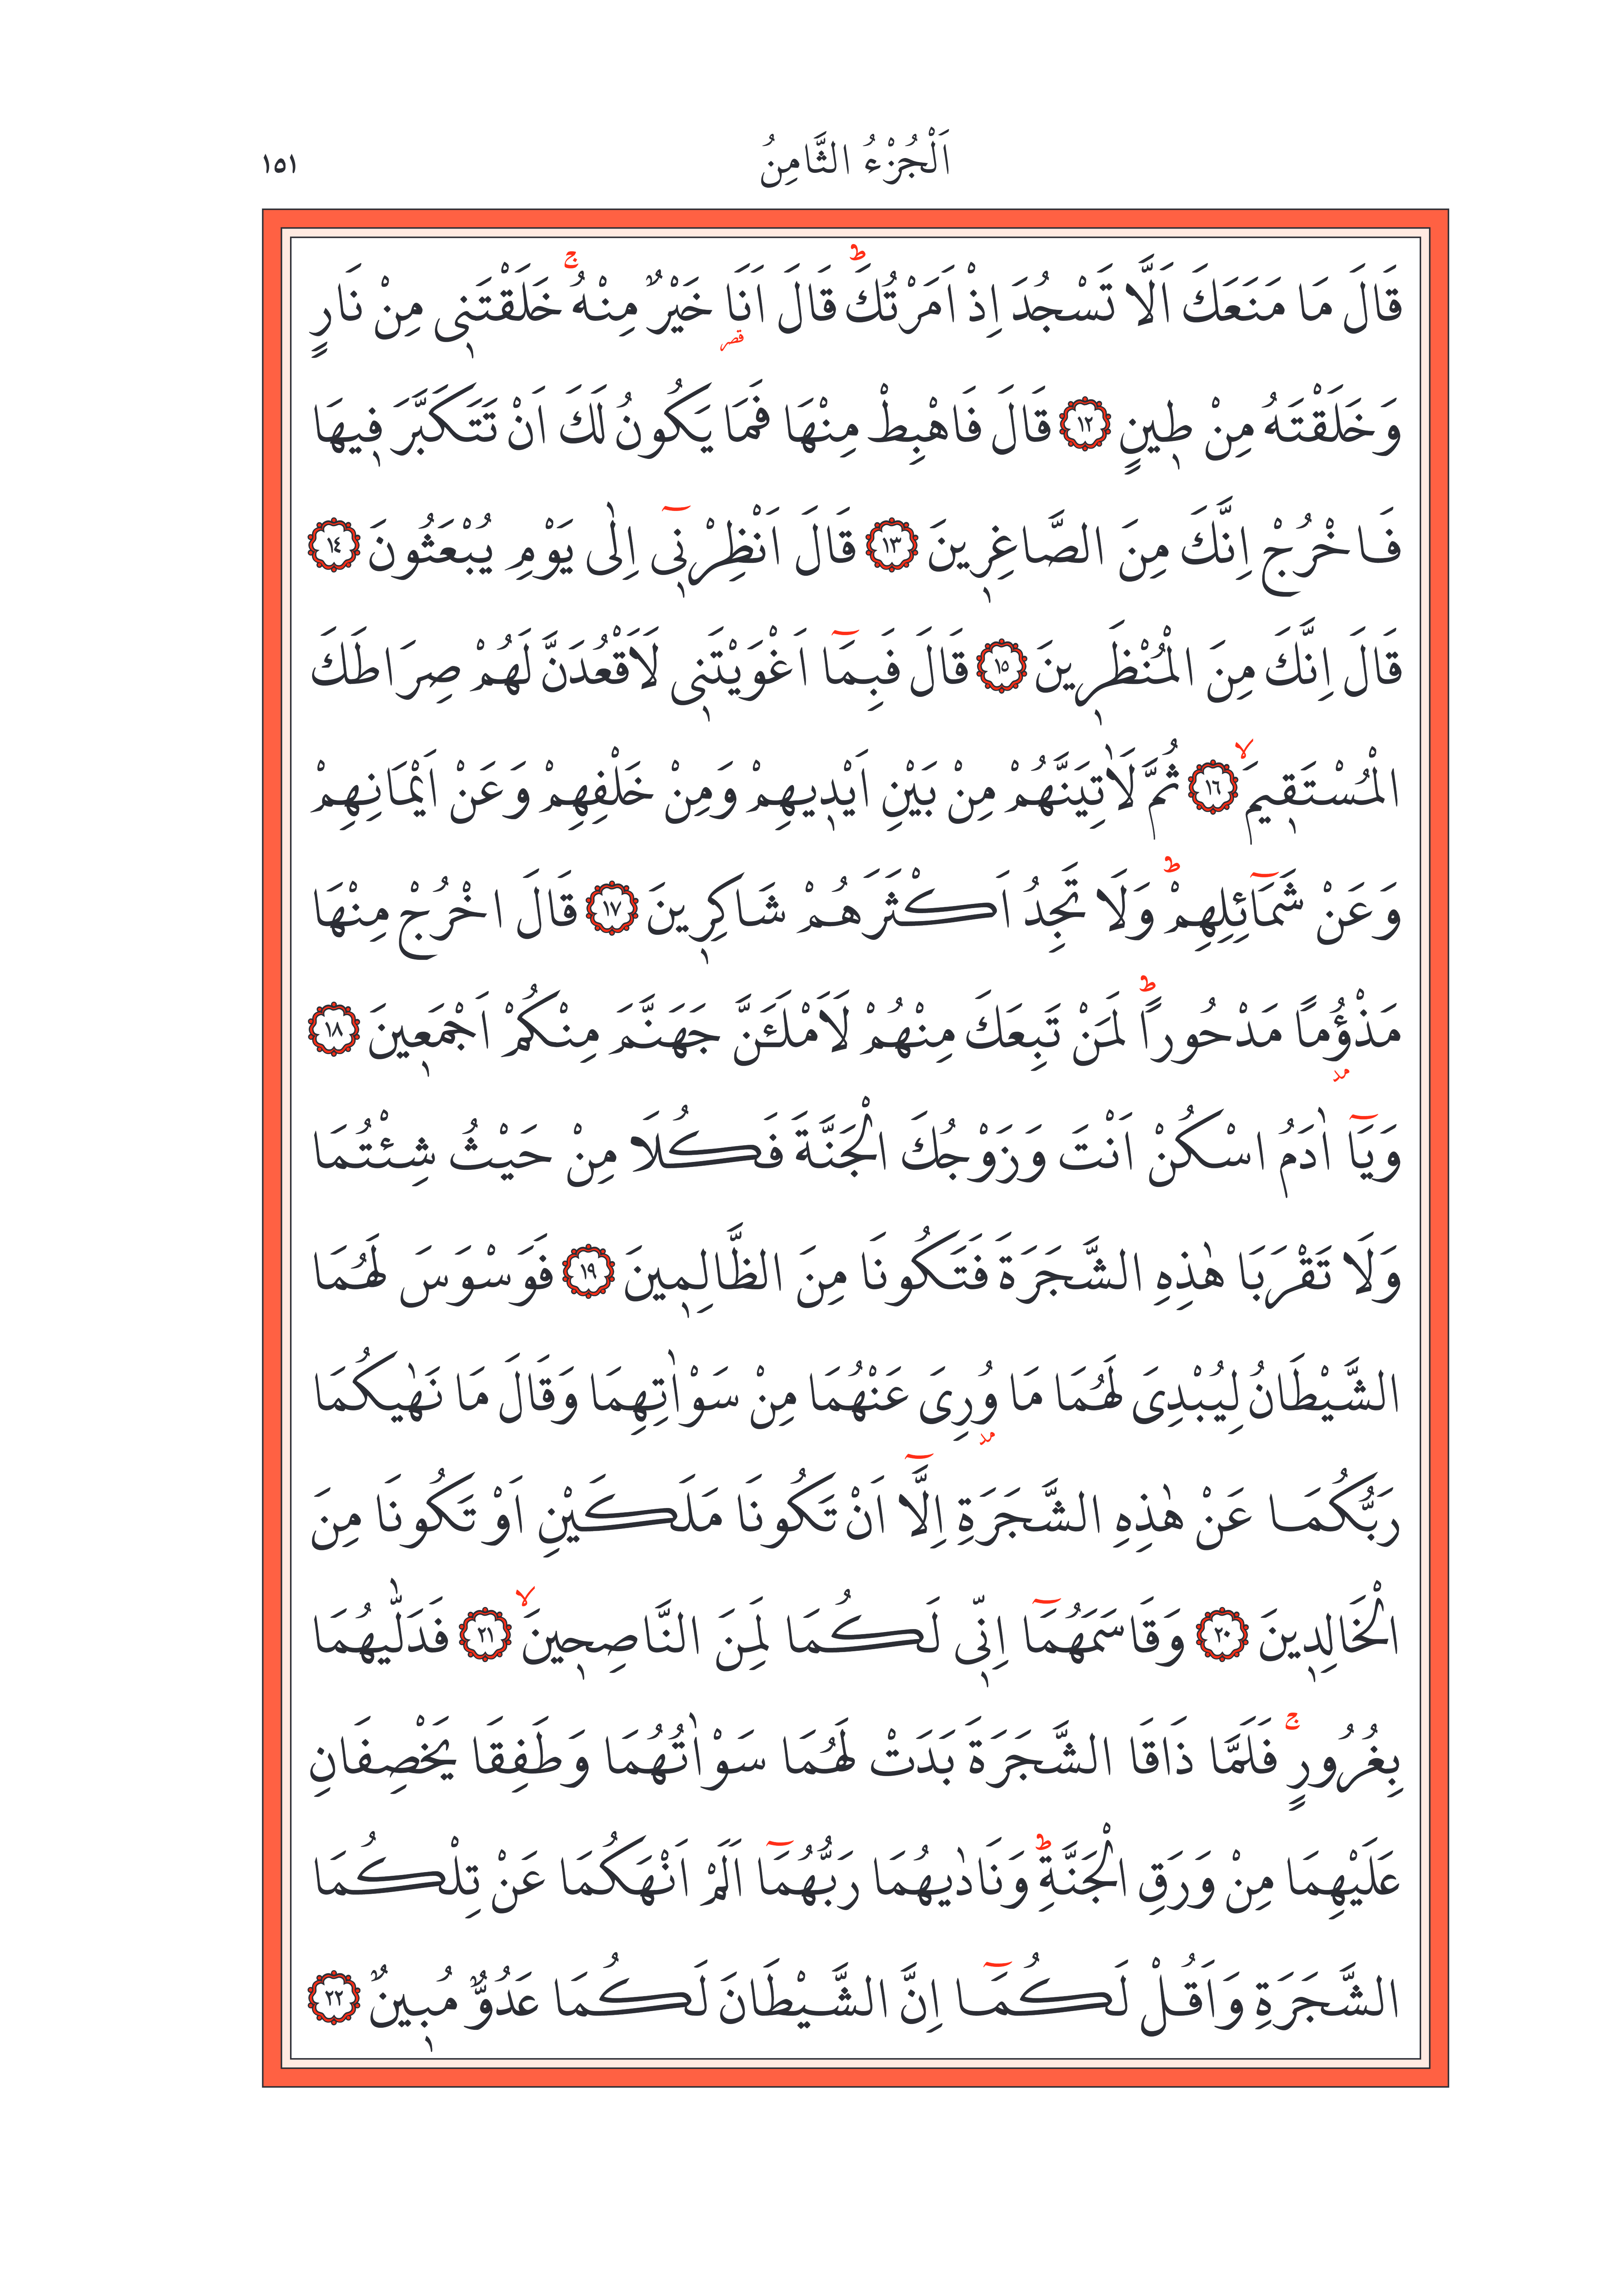 ١٥١
اَلْجُزْءُ الثَّامِنُ
قَالَ مَا مَنَعَكَ اَلَّا تَسْجُدَ اِذْ اَمَرْتُكَۜ قَالَ اَنَا۬ خَيْرٌ مِنْهُۚ خَلَقْتَنٖى مِنْ نَارٍ
وَخَلَقْتَهُ مِنْ طٖينٍ ﴿١٢﴾ قَالَ فَاهْبِطْ مِنْهَا فَمَا يَكُونُ لَكَ اَنْ تَتَكَبَّرَ فٖيهَا
فَاخْرُجْ اِنَّكَ مِنَ الصَّاغِرٖينَ ﴿١٣﴾ قَالَ اَنْظِرْنٖٓى اِلٰى يَوْمِ يُبْعَثُونَ ﴿١٤﴾
قَالَ اِنَّكَ مِنَ الْمُنْظَرٖينَ ﴿١٥﴾ قَالَ فَبِمَٓا اَغْوَيْتَنٖى لَاَقْعُدَنَّ لَهُمْ صِرَاطَكَ
الْمُسْتَقٖيمَۙ ﴿١٦﴾ ثُمَّ لَاٰتِيَنَّهُمْ مِنْ بَيْنِ اَيْدٖيهِمْ وَمِنْ خَلْفِهِمْ وَعَنْ اَيْمَانِهِمْ
وَعَنْ شَمَٓائِلِهِمْۜ وَلَا تَجِدُ اَكْثَرَهُمْ شَاكِرٖينَ ﴿١٧﴾ قَالَ اخْرُجْ مِنْهَا
مَذْؤُ۫ماً مَدْحُوراًۜ لَمَنْ تَبِعَكَ مِنْهُمْ لَاَمْلَـَٔنَّ جَهَنَّمَ مِنْكُمْ اَجْمَعٖينَ ﴿١٨﴾
وَيَٓا اٰدَمُ اسْكُنْ اَنْتَ وَزَوْجُكَ الْجَنَّةَ فَكُلَا مِنْ حَيْثُ شِئْتُمَا
وَلَا تَقْرَبَا هٰذِهِ الشَّجَرَةَ فَتَكُونَا مِنَ الظَّالِمٖينَ ﴿١٩﴾ فَوَسْوَسَ لَهُمَا
الشَّيْطَانُ لِيُبْدِىَ لَهُمَا مَا وُ۫رِىَ عَنْهُمَا مِنْ سَوْاٰتِهِمَا وَقَالَ مَا نَهٰيكُمَا
رَبُّكُمَا عَنْ هٰذِهِ الشَّجَرَةِ اِلَّٓا اَنْ تَكُونَا مَلَكَيْنِ اَوْ تَكُونَا مِنَ
الْخَالِدٖينَ ﴿٢٠﴾ وَقَاسَمَهُمَٓا اِنّٖى لَكُمَا لَمِنَ النَّاصِحٖينَۙ ﴿٢١﴾ فَدَلّٰيهُمَا
بِغُرُورٍۚ فَلَمَّا ذَاقَا الشَّجَرَةَ بَدَتْ لَهُمَا سَوْاٰتُهُمَا وَطَفِقَا يَخْصِفَانِ
عَلَيْهِمَا مِنْ وَرَقِ الْجَنَّةِۜ وَنَادٰيهُمَا رَبُّهُمَٓا اَلَمْ اَنْهَكُمَا عَنْ تِلْكُمَا
الشَّجَرَةِ وَاَقُلْ لَكُمَٓا اِنَّ الشَّيْطَانَ لَكُمَا عَدُوٌّ مُبٖينٌ ﴿٢٢﴾